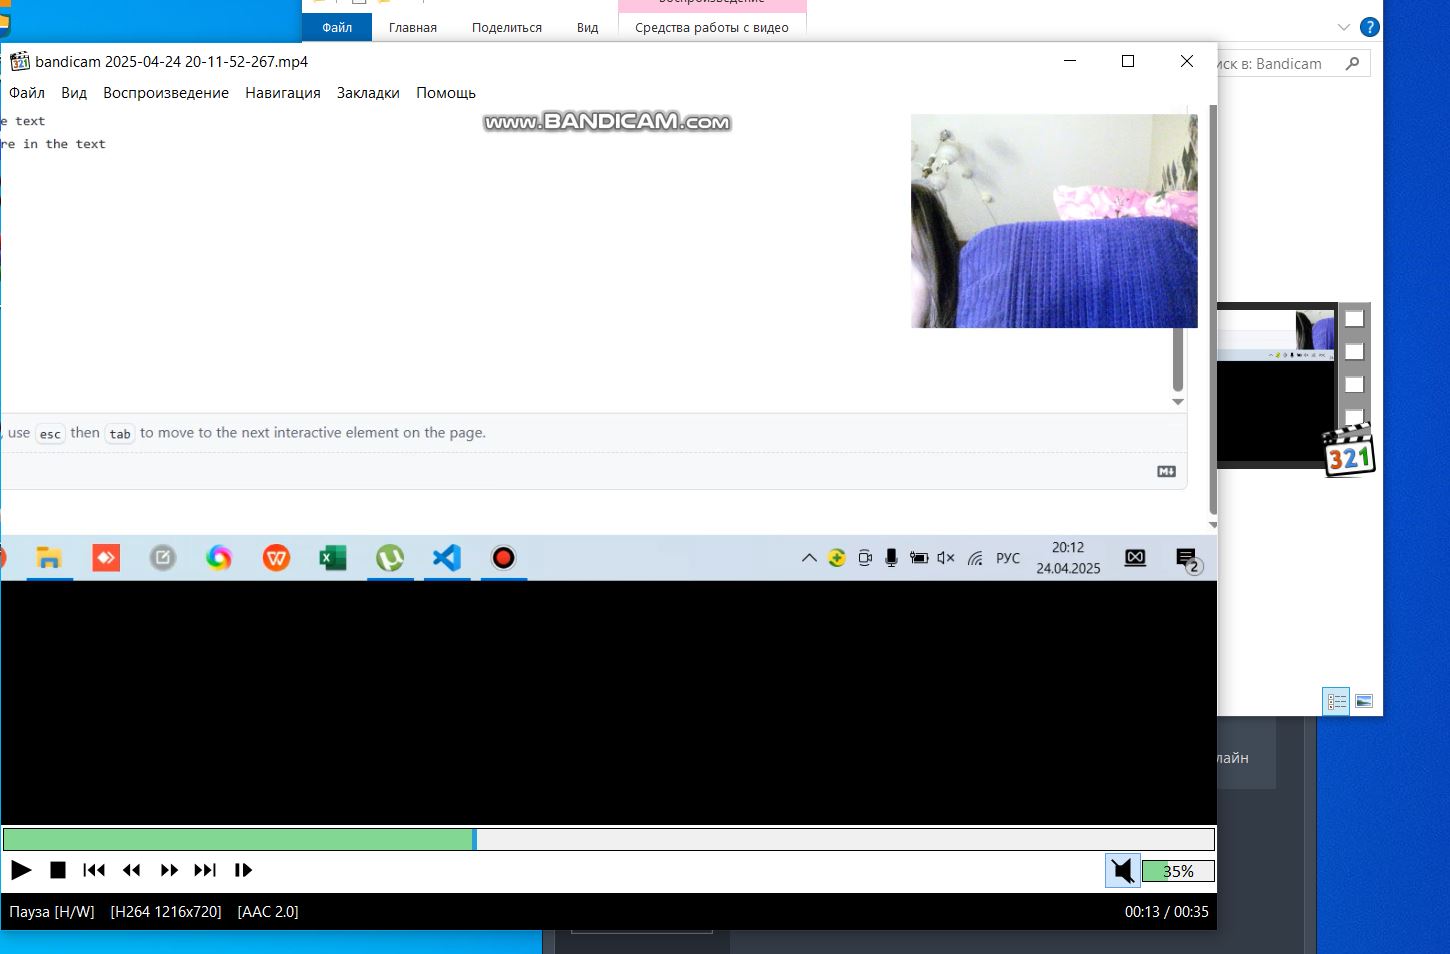 Файл
Главная
Поделиться
Вид
Средства работы с видео
?
bandicam 2025-04-24 20-11-52-267.mp4
иск в: Bandicam
Файл
Вид
Воспроизведение
Навигация
Закладки
Помощь
e text
re in the text
www.BANDICAM.com
, use esc then tab to move to the next interactive element on the page.
M
321
РУС
20:12
24.04.2025
2
лайн
35%
Пауза [H/W]
[H264 1216x720]
[AAC 2.0]
00:13 / 00:35